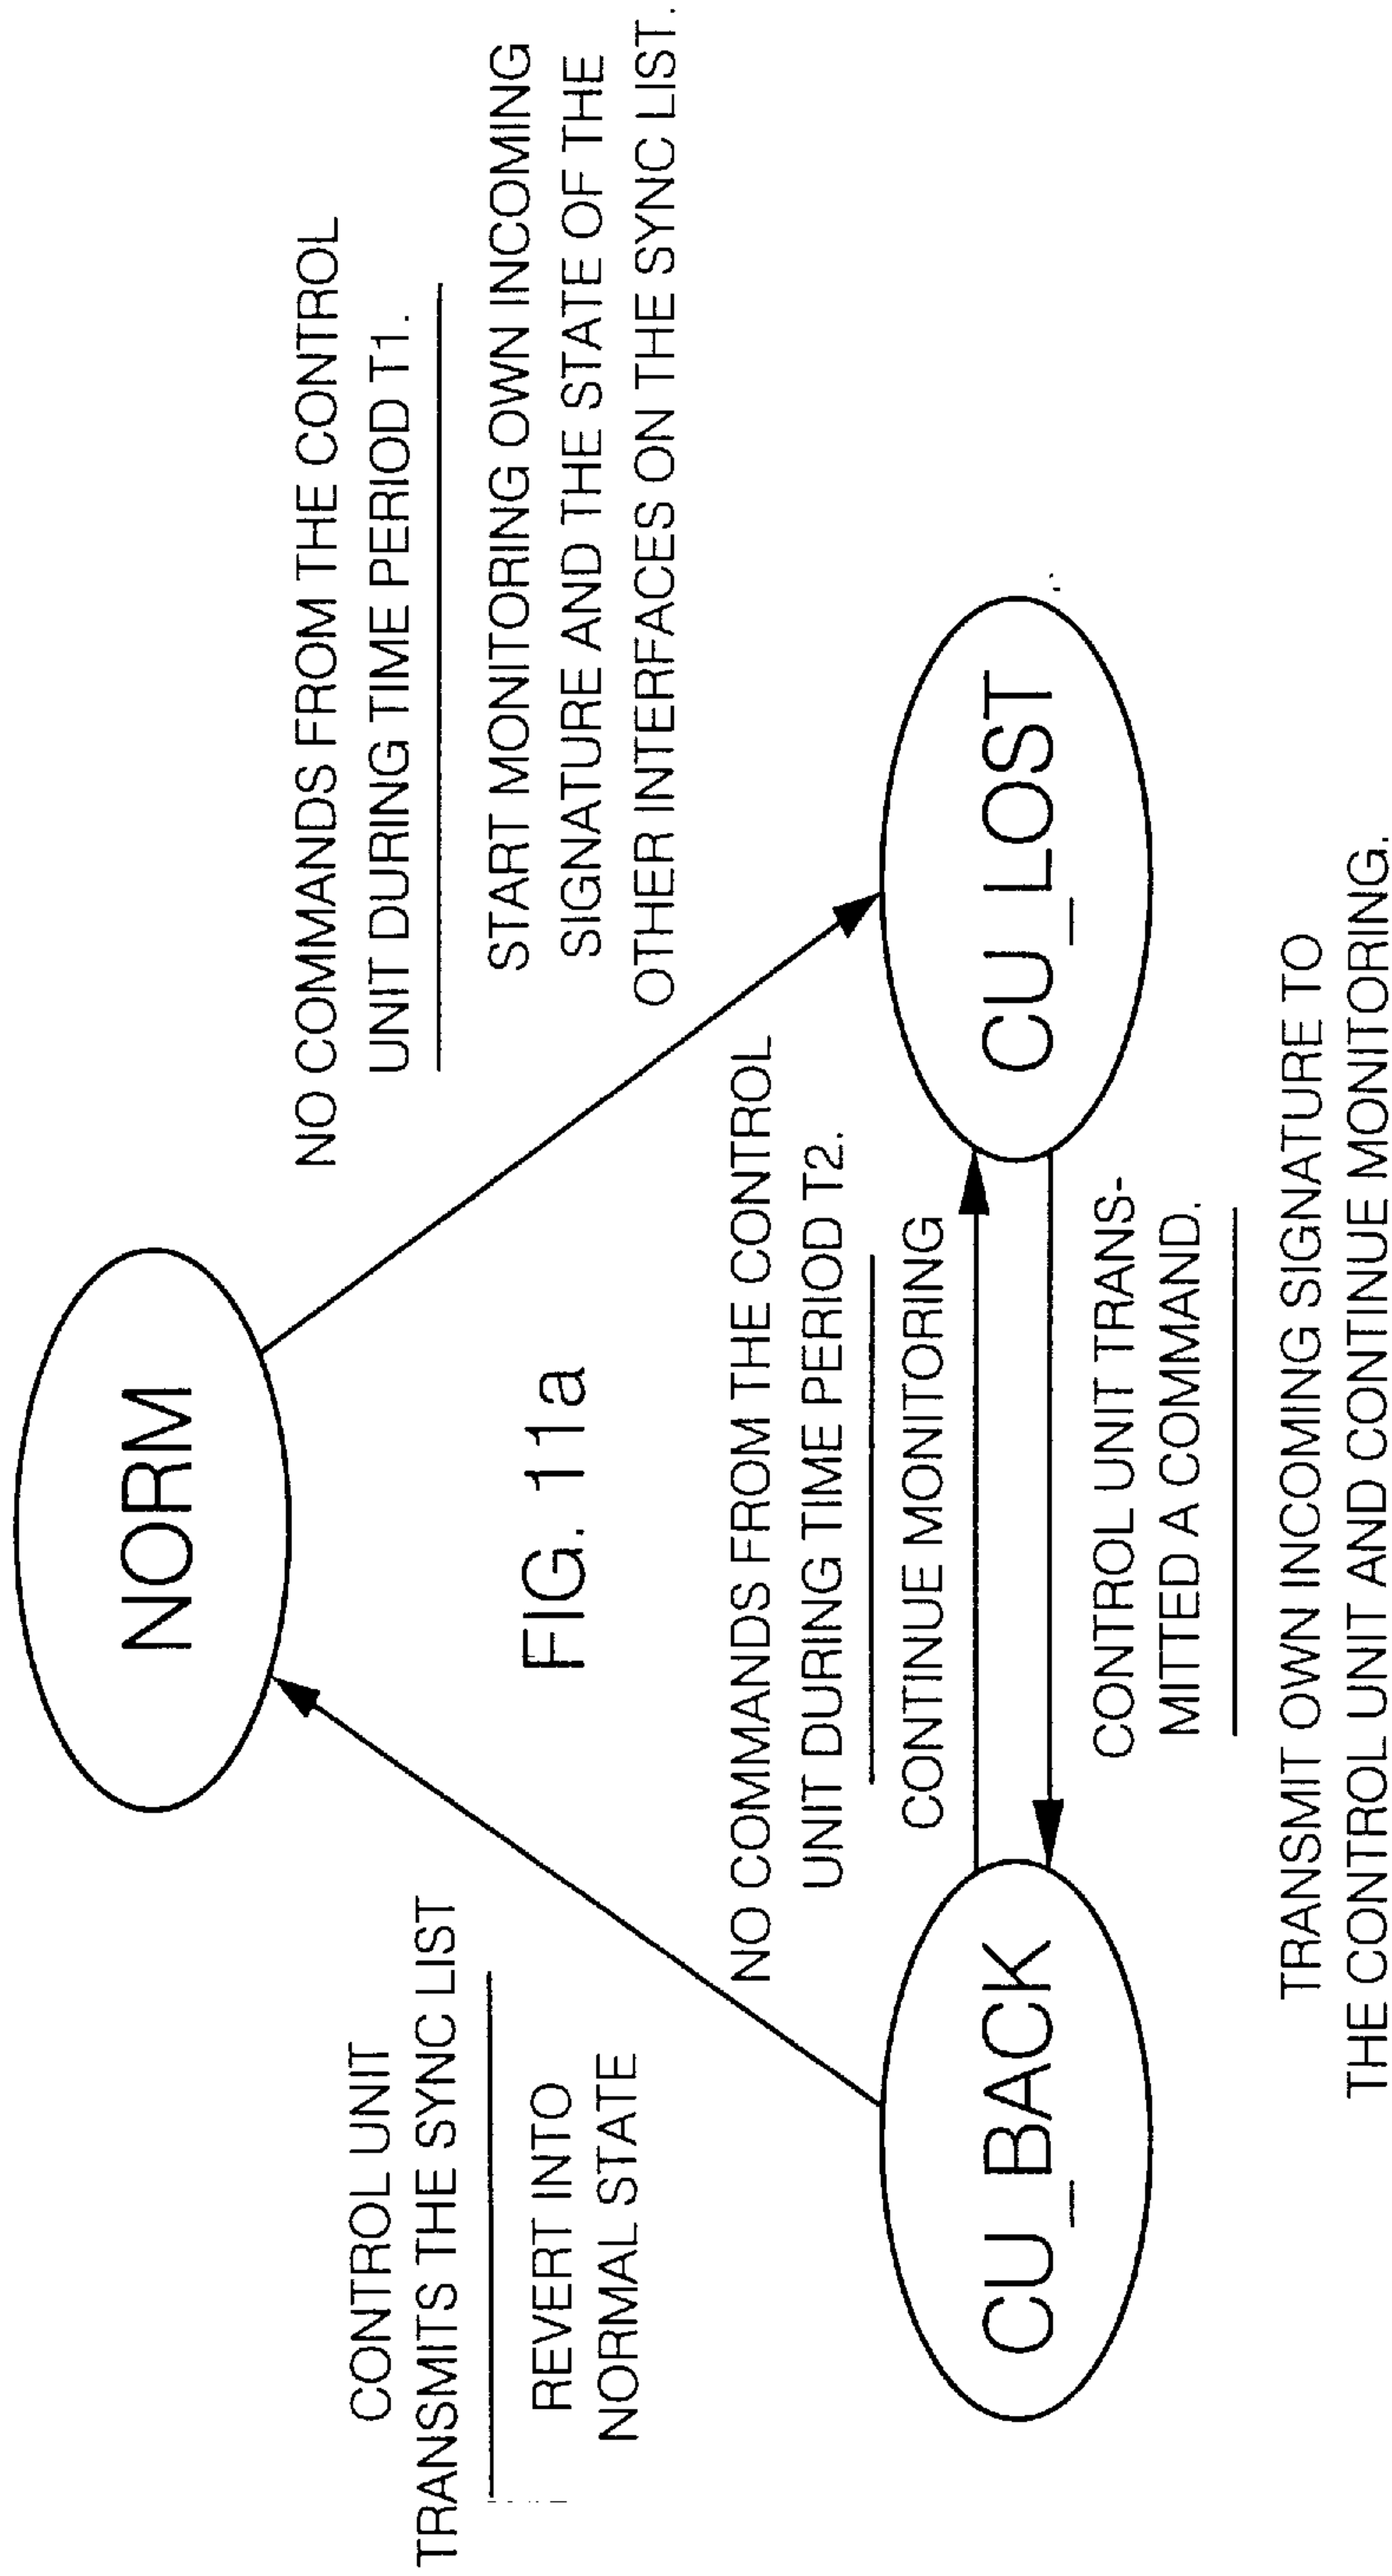 NORM
NO COMMANDS FROM THE CONTROL
UNIT DURING TIME PERIOD T1.
START MONITORING OWN INCOMING
SIGNATURE AND THE STATE OF THE
OTHER INTERFACES ON THE SYNC LIST.
CONTROL UNIT
TRANSMITS THE SYNC LIST
REVERT INTO
NORMAL STATE
FIG. 11a
NO COMMANDS FROM THE CONTROL
UNIT DURING TIME PERIOD T2.
CONTINUE MONITORING
CU_BACK
CU_LOST
CONTROL UNIT TRANS-
MITTED A COMMAND.
TRANSMIT OWN INCOMING SIGNATURE TO
THE CONTROL UNIT AND CONTINUE MONITORING.